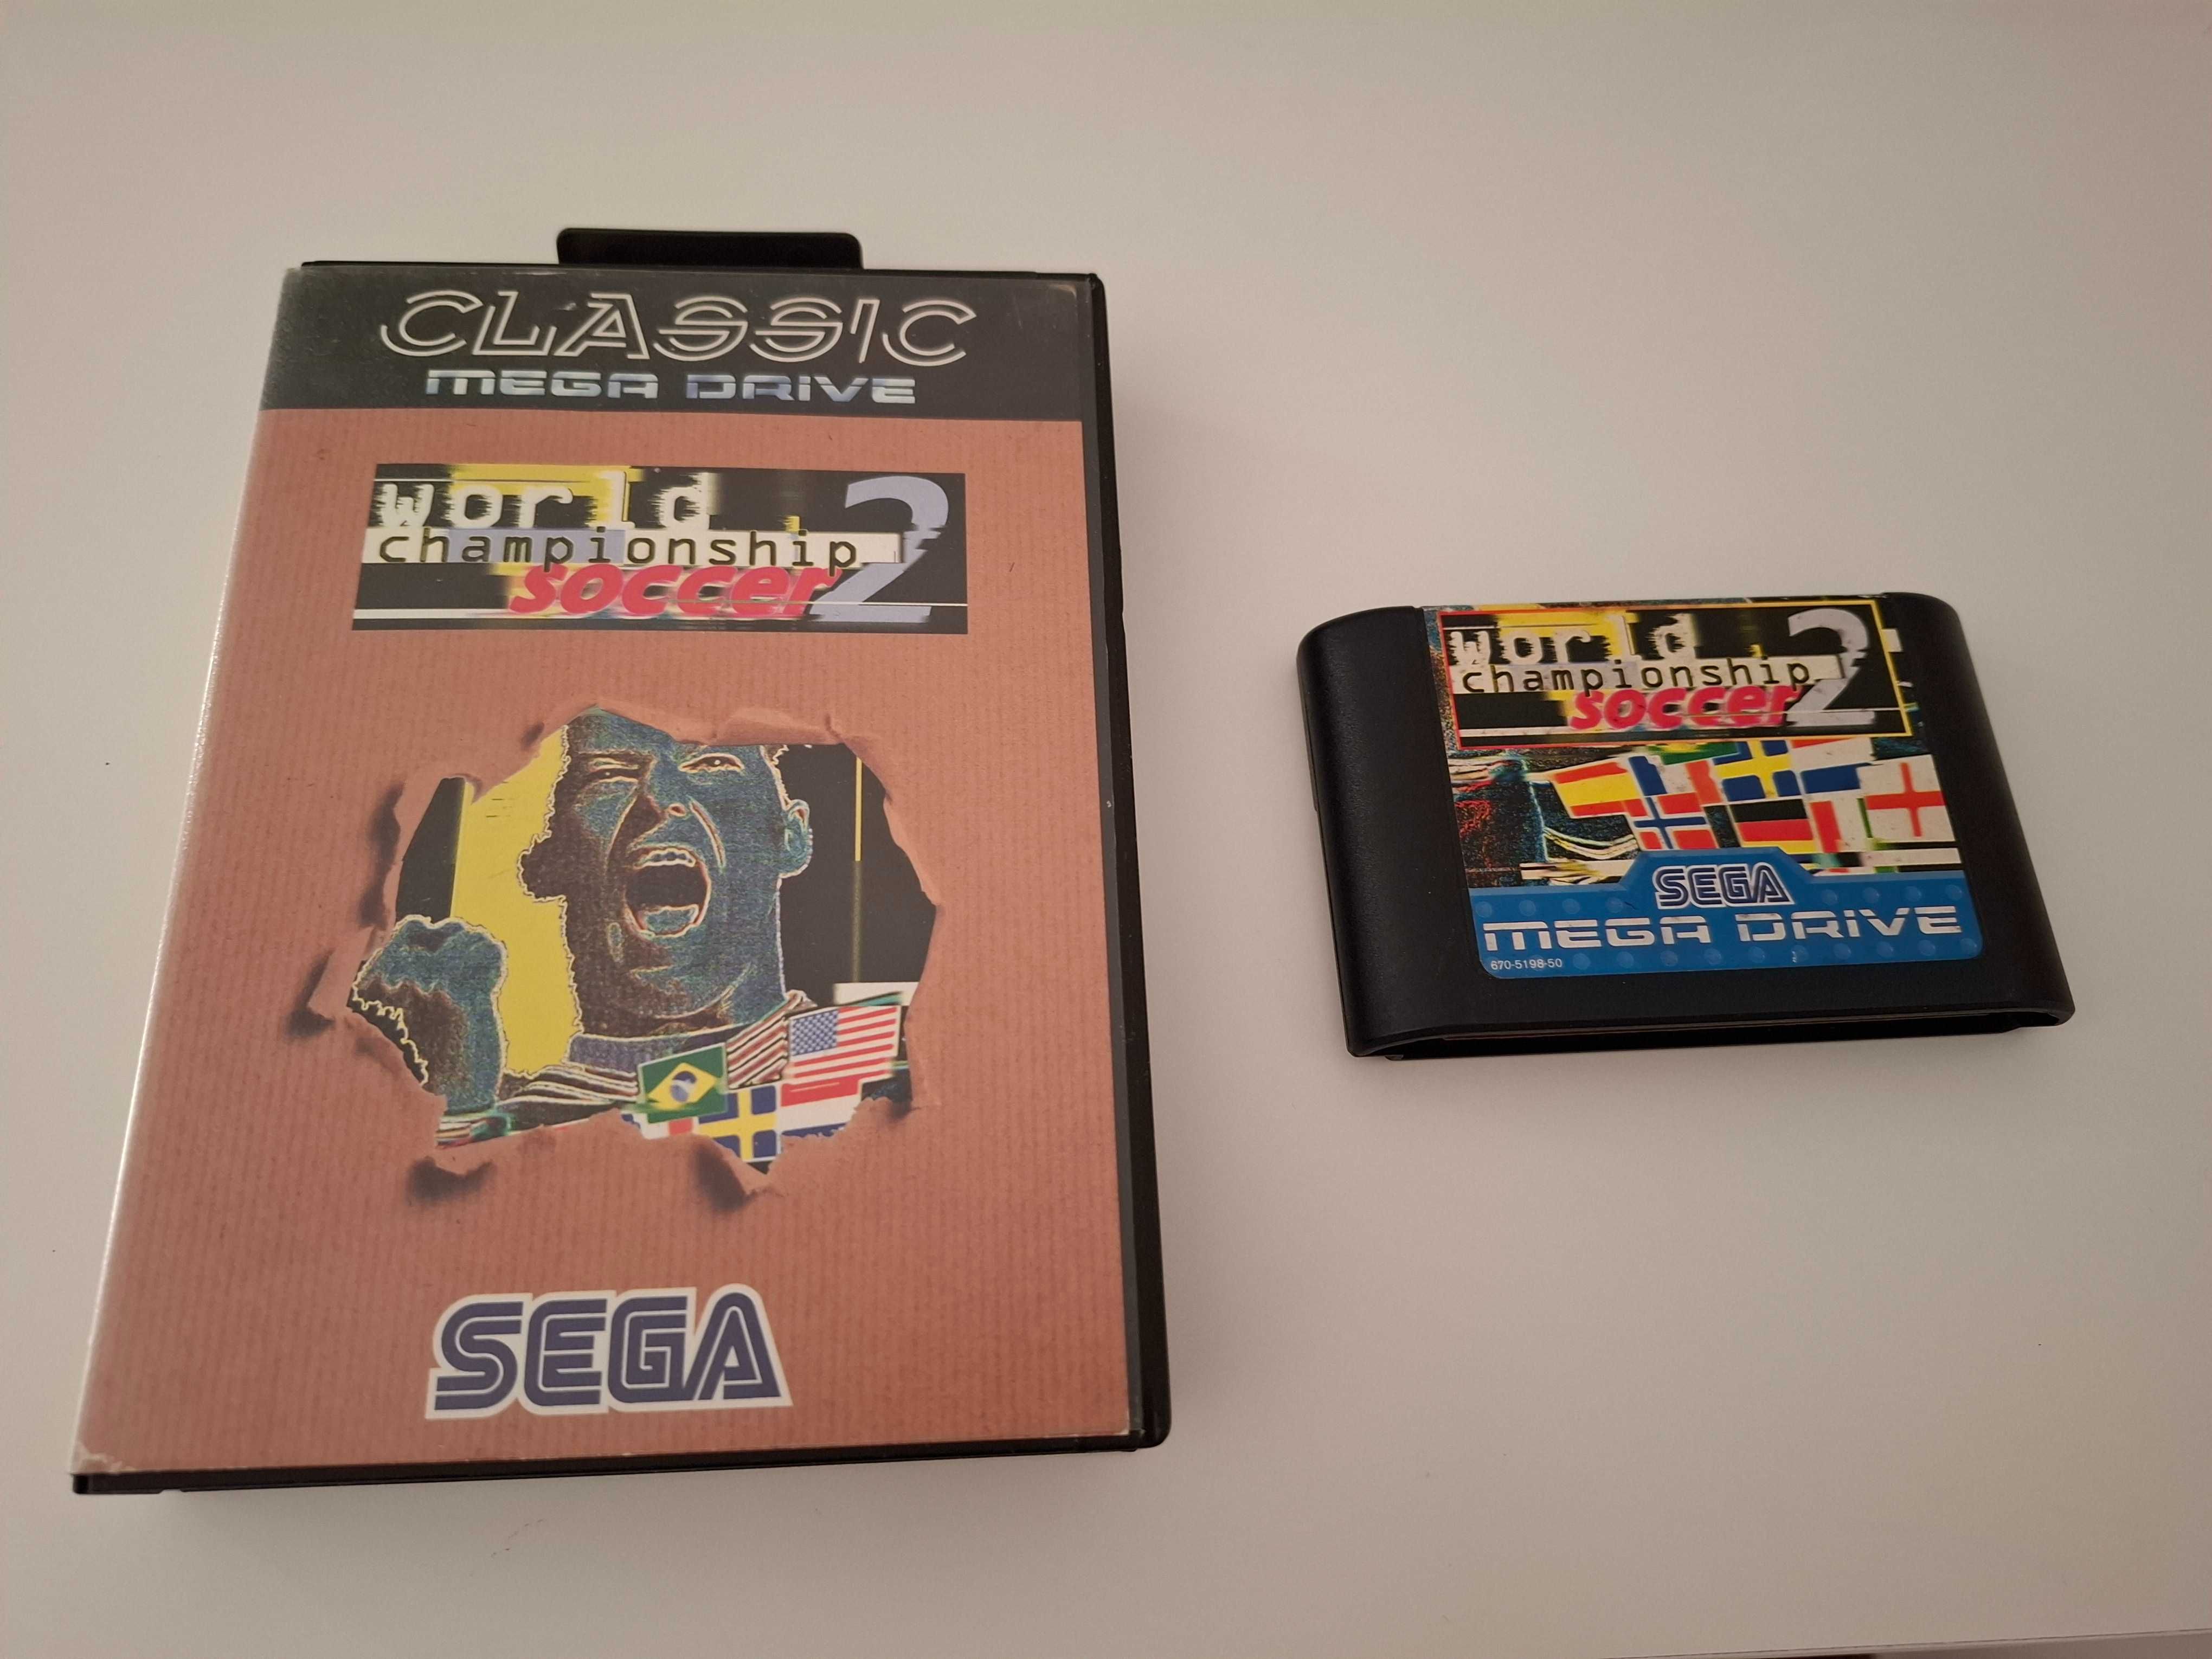 CLASSIC
MEGA DRIVE
world
championship
soccer 2
SEGA
world
championship
soccer 2
SEGA
MEGA DRIVE
670-5198-50